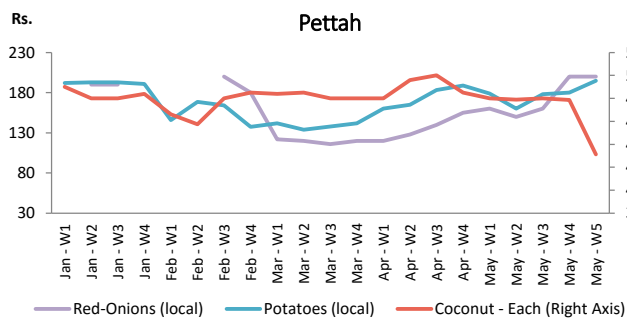 Rs.
Pettah
230
180
130
80
30
Jan - W1
Jan - W2
Jan - W3
Jan - W4
Feb - W1
Feb - W2
Feb - W3
Feb - W4
Mar - W1
Mar - W2
Mar - W3
Mar - W4
Apr - W1
Apr - W2
Apr - W3
Apr - W4
May - W1
May - W2
May - W3
May - W4
May - W5
Red-Onions (local)
Potatoes (local)
Coconut - Each (Right Axis)